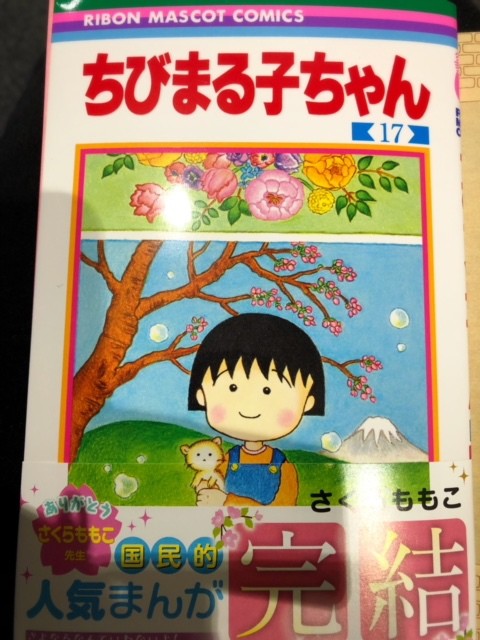 RIBON MASCOT COMICS
ちびまる子ちゃん
17
さくらももこ
ありがとう
さくらももこ
先生
国民的
人気まんが
完結